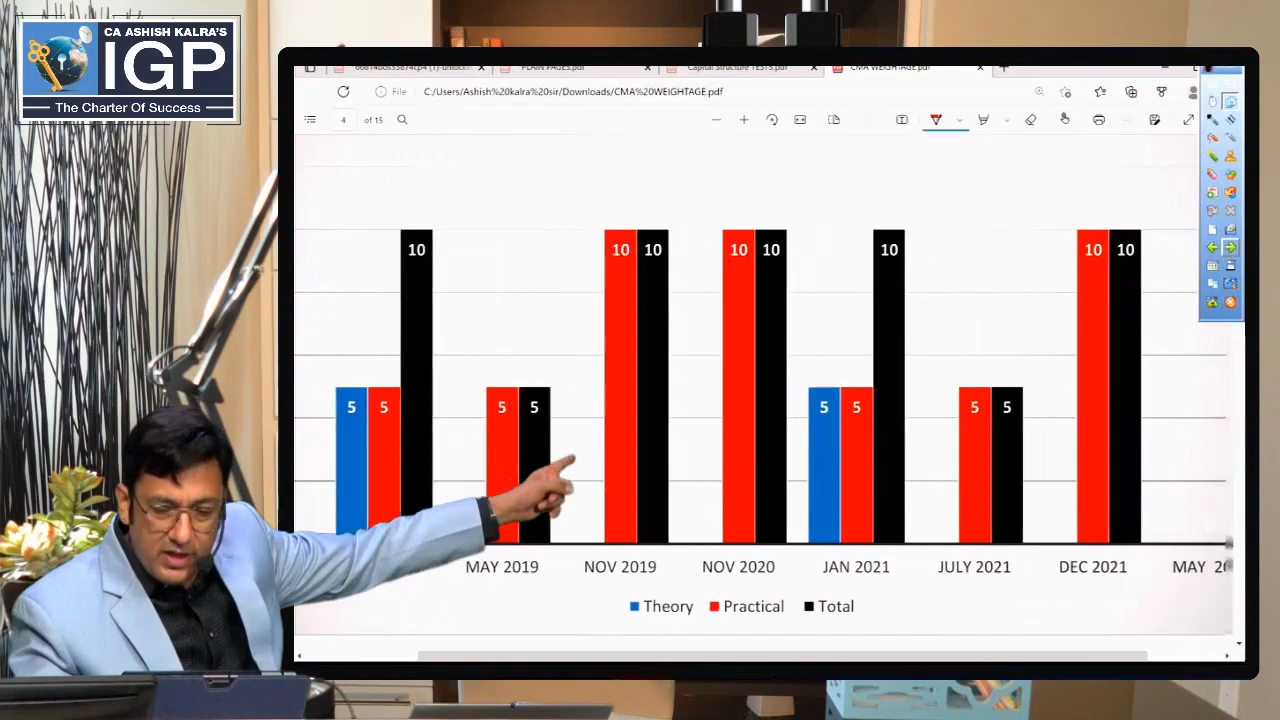 CA ASHISH KALRA'S
IGP
The Charter Of Success
PLAIN PAGES.pdf
Capital Structure TESTS.pdf
CMA WEIGHTAGE.pdf
File
C:/Users/Ashish%20kalra%20sir/Downloads/CMA%20WEIGHTAGE.pdf
4 of 15
10 10 10 10 10 10 10 10
5 5 5 5 5 5 5 5
MAY 2019 NOV 2019 NOV 2020 JAN 2021 JULY 2021 DEC 2021 MAY
Theory Practical Total